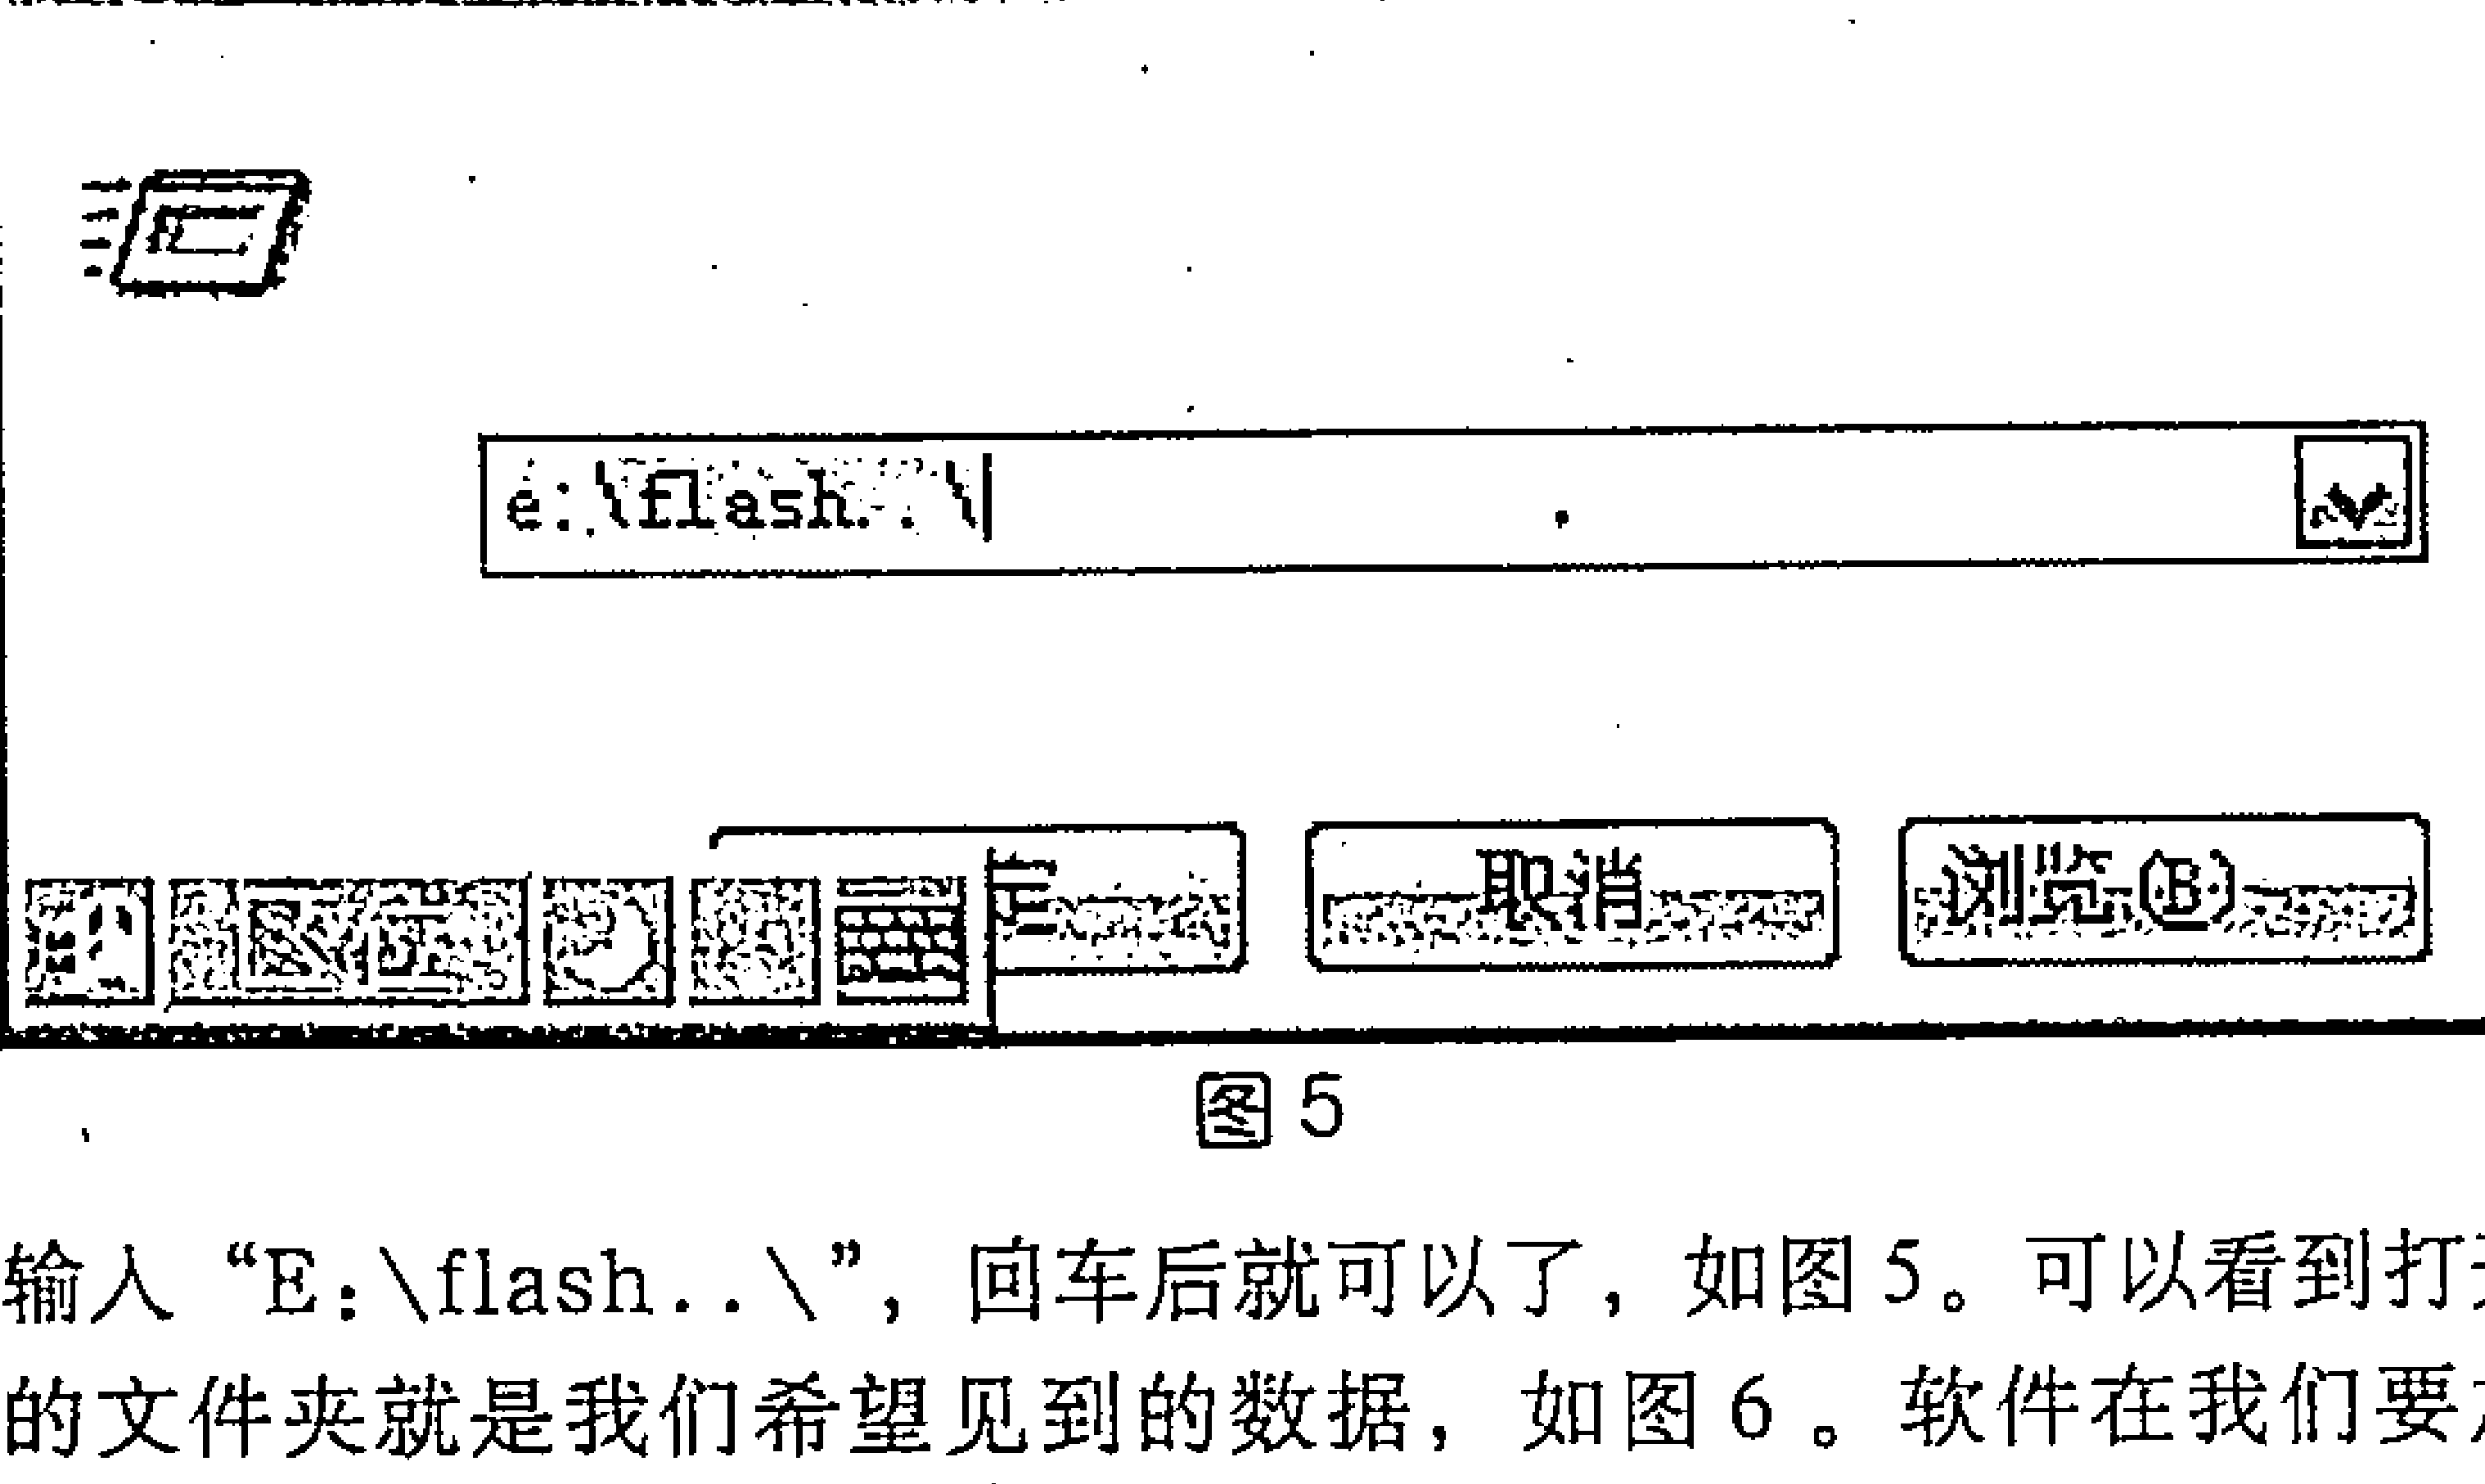 e:\flash..\
取消 浏览(B)
图5
输入“E:\flash..\”，回车后就可以了，如图5。可以看到打
的文件夹就是我们希望见到的数据，如图6。软件在我们要